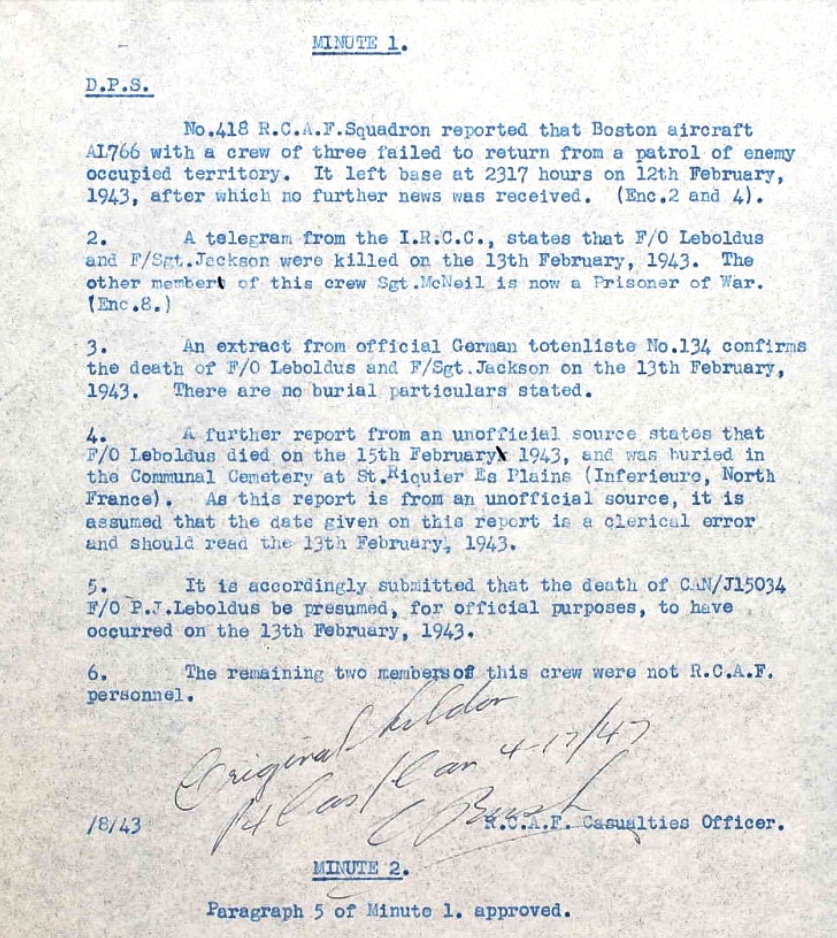 MINUTE 1.
D.P.S.
No.418 R.C.A.F.Squadron reported that Boston aircraft
AL766 with a crew of three failed to return from a patrol of enemy
occupied territory. It left base at 2317 hours on 12th February,
1943, after which no further news was received. (Enc.2 and 4).
2. A telegram from the I.R.C.C., states that F/O Leboldus
and F/Sgt.Jackson were killed on the 13th February, 1943. The
other member of this crew Sgt.McNeil is now a Prisoner of War.
(Enc.8.)
3. An extract from official German totenliste No.134 confirms
the death of F/O Leboldus and F/Sgt.Jackson on the 13th February,
1943. There are no burial particulars stated.
4. A further report from an unofficial source states that
F/O Leboldus died on the 15th February 1943, and was buried in
the Communal Cemetery at St.Riquier Es Plains (Inferieure, North
France). As this report is from an unofficial source, it is
assumed that the date given on this report is a clerical error
and should read the 13th February, 1943.
5. It is accordingly submitted that the death of CAN/J15034
F/O P.J.Leboldus be presumed, for official purposes, to have
occurred on the 13th February, 1943.
6. The remaining two members of this crew were not R.C.A.F.
personnel.
Original
4-17/47
/8/43 R.C.A.F. Casualties Officer.
MINUTE 2.
Paragraph 5 of Minute 1. approved.